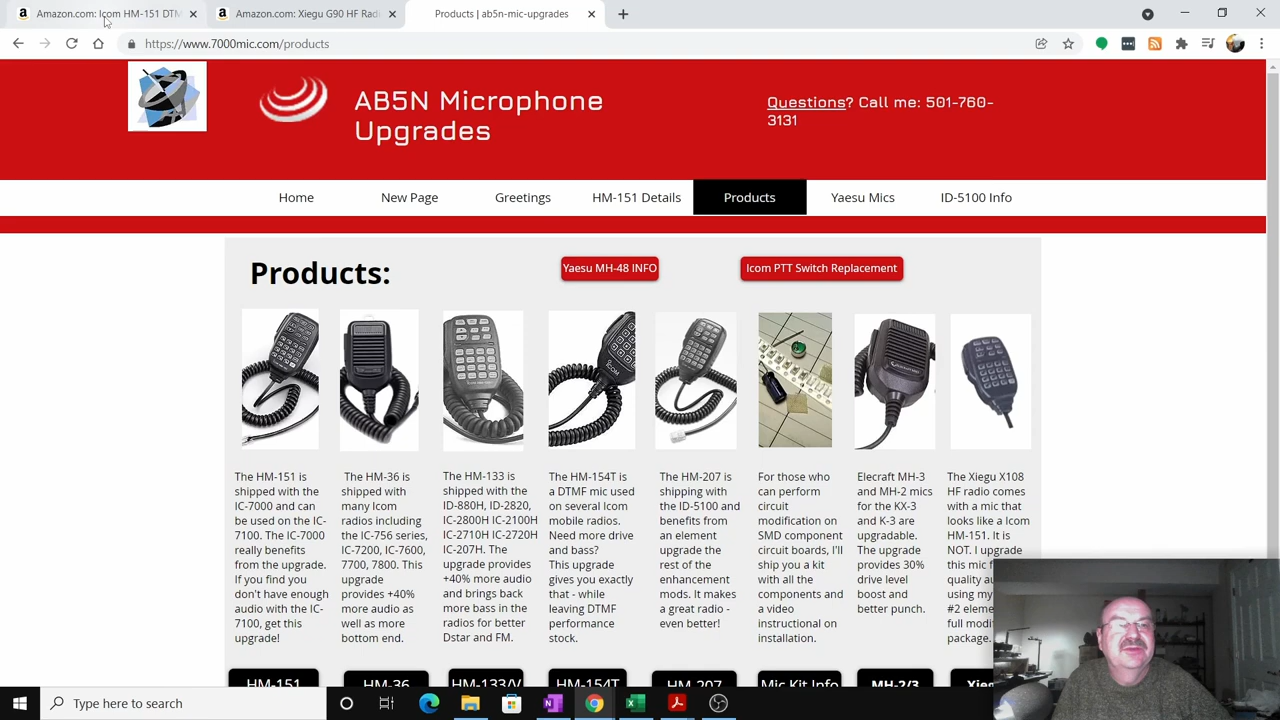 Amazon.com: Icom HM-151 DTM
Amazon.com: Xiegu G90 HF Radi
Products | ab5n-mic-upgrades
https://www.7000mic.com/products
AB5N Microphone
Upgrades
Questions? Call me: 501-760-
3131
Home New Page Greetings HM-151 Details Products Yaesu Mics ID-5100 Info
Products:
Yaesu MH-48 INFO
Icom PTT Switch Replacement
The HM-151 is
shipped with the
IC-7000 and can
be used on the IC-
7100. The IC-7000
really benefits
from the upgrade.
If you find you
don't have enough
audio with the IC-
7100, get this
upgrade!
The HM-36 is
shipped with
many Icom
radios including
the IC-756 series,
IC-7200, IC-7600,
7700, 7800. This
upgrade
provides +40%
more audio as
well as more
bottom end.
The HM-133 is
shipped with the
ID-880H, ID-2820,
IC-2800H IC-2100H
IC-2710H IC-2720H
IC-207H. The
upgrade provides
+40% more audio
and brings back
more bass in the
radios for better
Dstar and FM.
The HM-154T is
a DTMF mic used
on several Icom
mobile radios.
Need more drive
and bass?
This upgrade
gives you exactly
that - while
leaving DTMF
performance
stock.
The HM-207 is
shipping with
the ID-5100 and
benefits from
an element
upgrade the
rest of the
enhancement
mods. It makes
a great radio -
even better!
For those who
can perform
circuit
modification on
SMD component
circuit boards, I'll
ship you a kit
with all the
components and
a video
instructional on
installation.
Elecraft MH-3
and MH-2 mics
for the KX-3
and K-3 are
upgradable.
The upgrade
provides 30%
drive level
boost and
better punch.
The Xiegu X108
HF radio comes
with a mic that
looks like a Icom
HM-151. It is
NOT. I upgrade
this mic f
quality au
using my
#2 elem
full modi
package.
HM-151
HM-36
HM-133/V
HM-154T
HM-207
Mic Kit Info
MH-2/3
Xieg
Type here to search